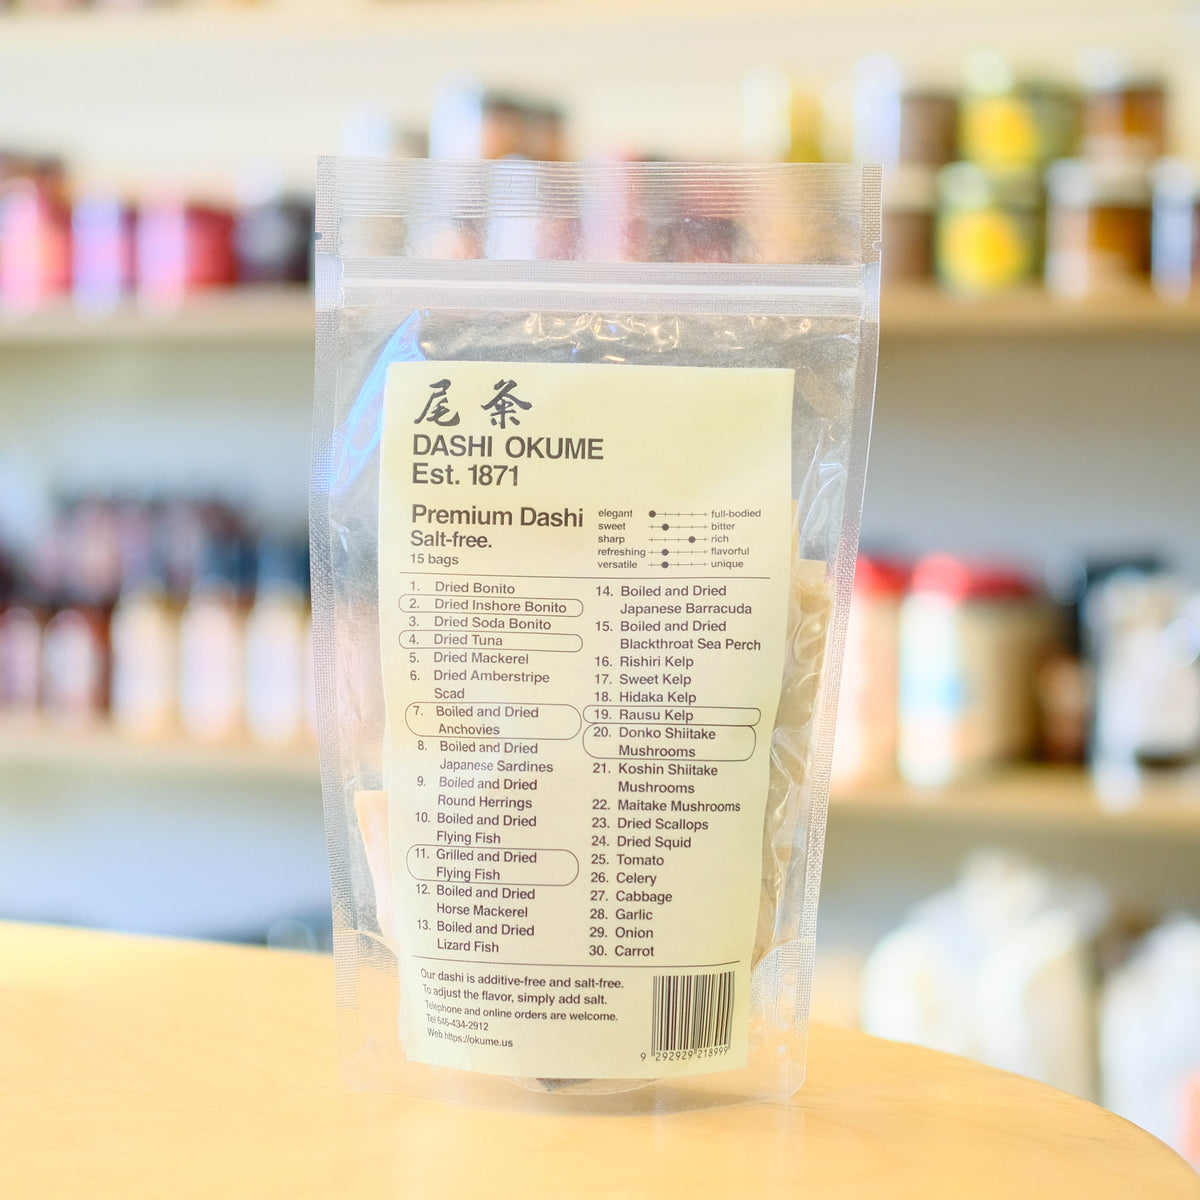 尾粂
DASHI OKUME
Est. 1871
Premium Dashi
Salt-free.
15 bags
elegant full-bodied
sweet bitter
sharp rich
refreshing flavorful
versatile unique
1. Dried Bonito
2. Dried Inshore Bonito
3. Dried Soda Bonito
4. Dried Tuna
5. Dried Mackerel
6. Dried Amberstripe
Scad
7. Boiled and Dried
Anchovies
8. Boiled and Dried
Japanese Sardines
9. Boiled and Dried
Round Herrings
10. Boiled and Dried
Flying Fish
11. Grilled and Dried
Flying Fish
12. Boiled and Dried
Horse Mackerel
13. Boiled and Dried
Lizard Fish
14. Boiled and Dried
Japanese Barracuda
15. Boiled and Dried
Blackthroat Sea Perch
16. Rishiri Kelp
17. Sweet Kelp
18. Hidaka Kelp
19. Rausu Kelp
20. Donko Shiitake
Mushrooms
21. Koshin Shiitake
Mushrooms
22. Maitake Mushrooms
23. Dried Scallops
24. Dried Squid
25. Tomato
26. Celery
27. Cabbage
28. Garlic
29. Onion
30. Carrot
Our dashi is additive-free and salt-free.
To adjust the flavor, simply add salt.
Telephone and online orders are welcome.
Tel 646-434-2912
Web https://okume.us
9 292929 218999